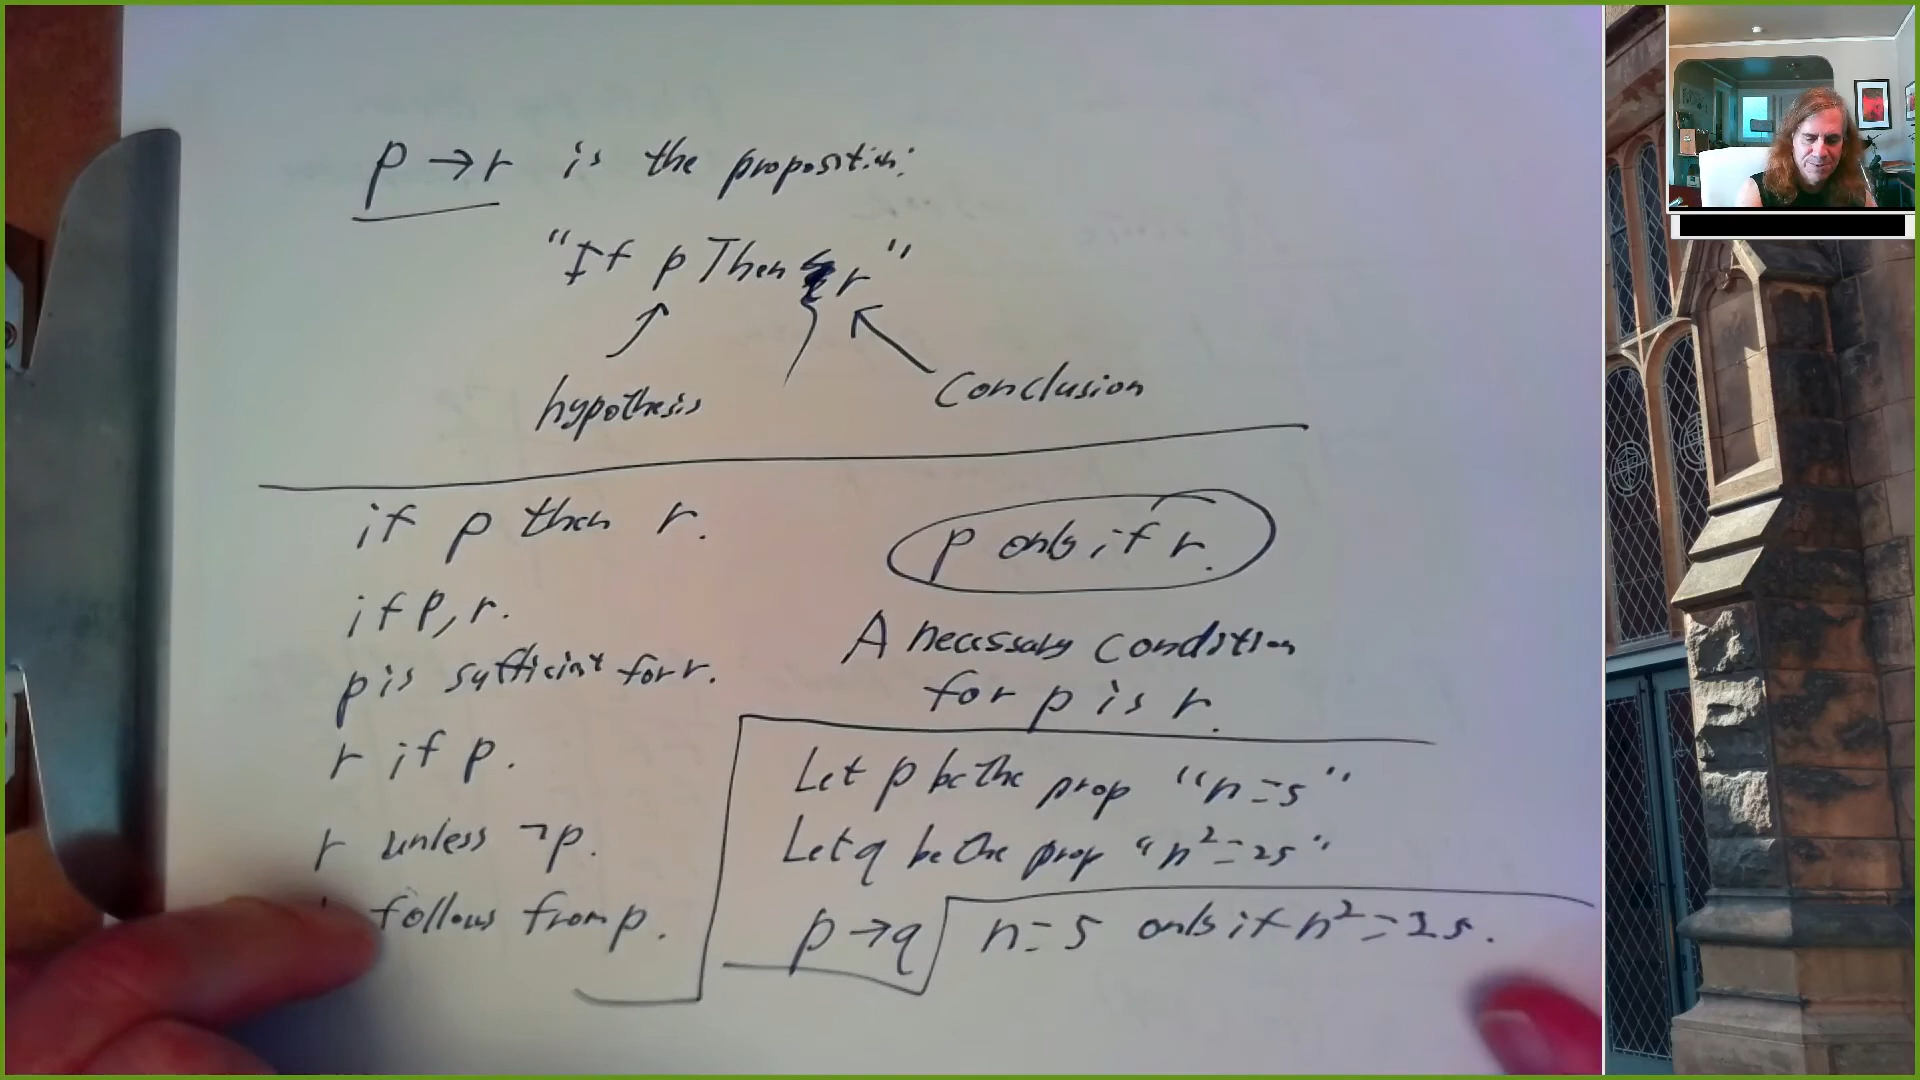 p → r is the proposition:
"If p Then r"
hypothesis
Conclusion
if p then r.
if p, r.
p is sufficient for r.
r if p.
r unless ¬p.
follows from p.
p only if r.
A necessary condition
for p is r.
Let p be the prop "n=5"
Let q be the prop "n²=25"
p → q
n=5 only if n²=25.